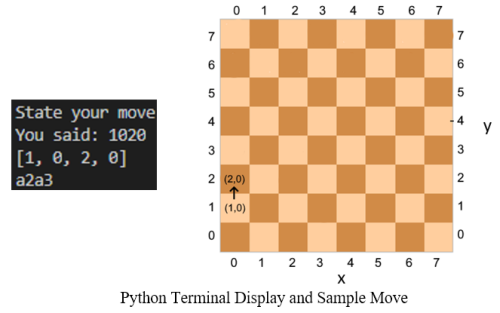 State your move
You said: 1020
[1, 0, 2, 0]
a2a3
0 1 2 3 4 5 6 7
7 7
6 6
5 5
4 4
y
3 3
2 (2,0) 2
1 (1,0) 1
0 0
0 1 2 3 4 5 6 7
x
Python Terminal Display and Sample Move